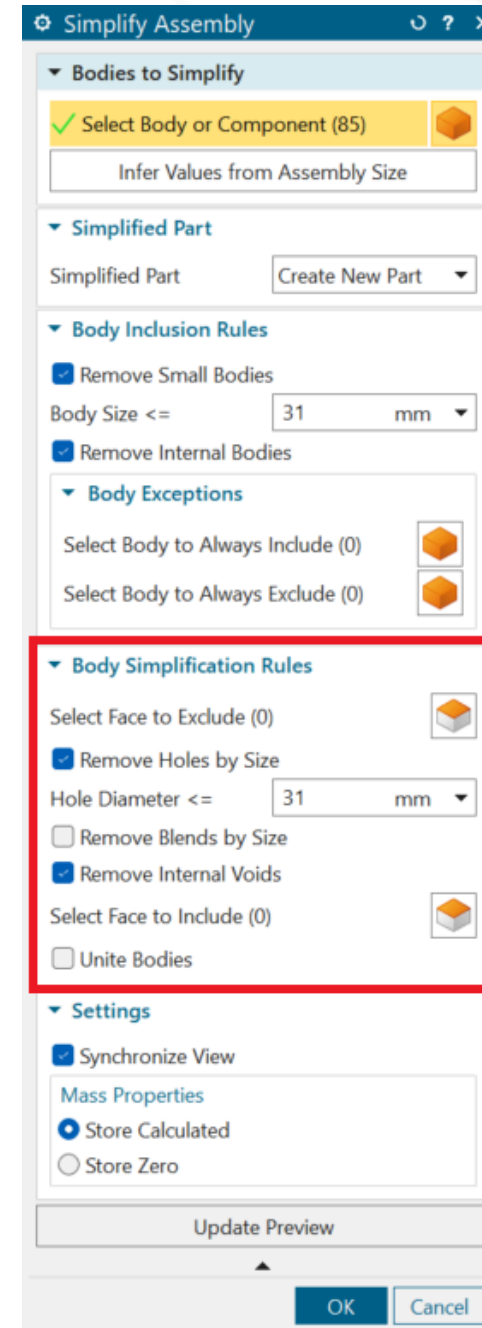 Simplify Assembly ?
Bodies to Simplify
Select Body or Component (85)
Infer Values from Assembly Size
Simplified Part
Simplified Part Create New Part
Body Inclusion Rules
Remove Small Bodies
Body Size <= 31 mm
Remove Internal Bodies
Body Exceptions
Select Body to Always Include (0)
Select Body to Always Exclude (0)
Body Simplification Rules
Select Face to Exclude (0)
Remove Holes by Size
Hole Diameter <= 31 mm
Remove Blends by Size
Remove Internal Voids
Select Face to Include (0)
Unite Bodies
Settings
Synchronize View
Mass Properties
Store Calculated
Store Zero
Update Preview
OK Cancel